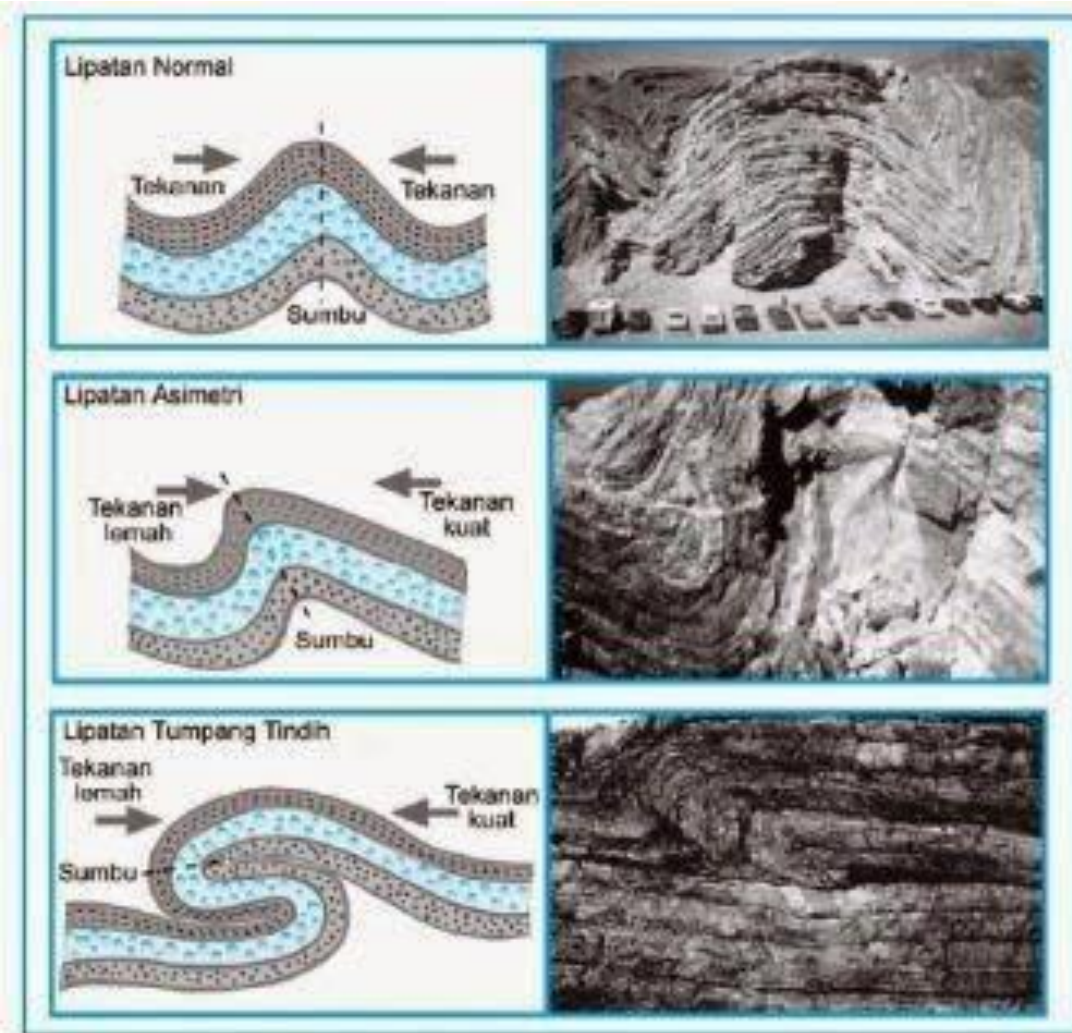 Lipatan Normal
Tekanan
Tekanan
Sumbu
Lipatan Asimetri
Tekanan
lemah
Tekanan
kuat
Sumbu
Lipatan Tumpang Tindih
Tekanan
lemah
Tekanan
kuat
Sumbu